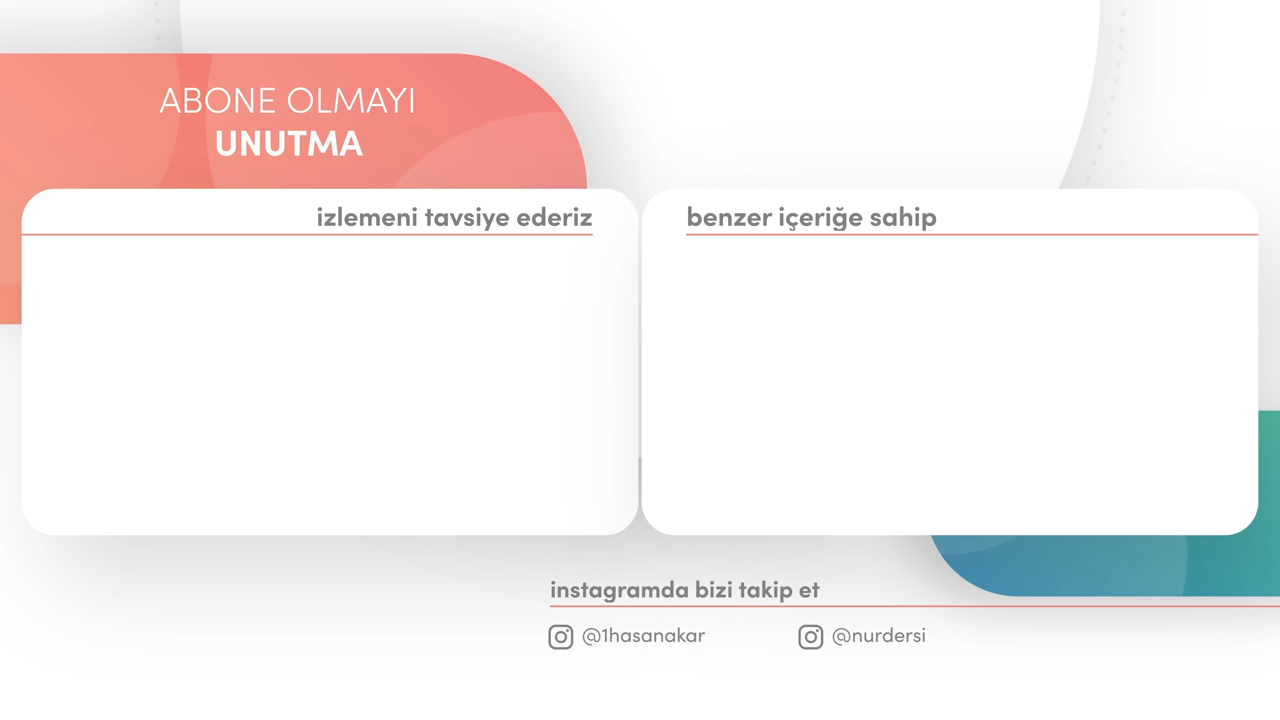 ABONE OLMAYI
UNUTMA
izlemeni tavsiye ederiz
benzer içeriğe sahip
instagramda bizi takip et
@1hasanakar
@nurdersi